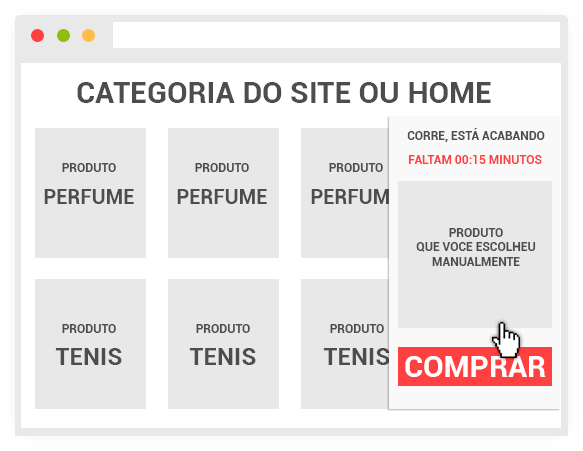 CATEGORIA DO SITE OU HOME
PRODUTO
PERFUME
PRODUTO
PERFUME
PRODUTO
PERFUM
CORRE, ESTÁ ACABANDO
FALTAM 00:15 MINUTOS
PRODUTO
QUE VOCE ESCOLHEU
MANUALMENTE
COMPRAR
PRODUTO
TENIS
PRODUTO
TENIS
PRODUTO
TENIS